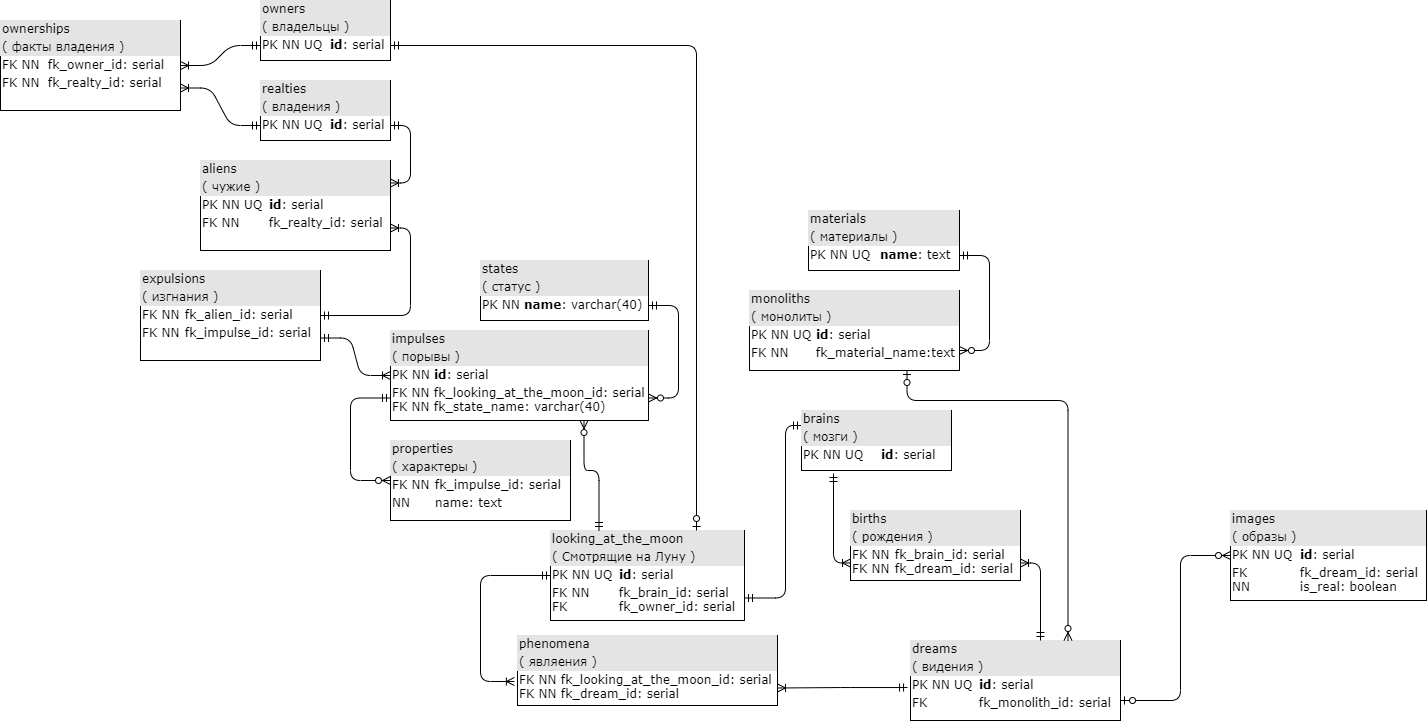 ownerships
( факты владения )
FK NN fk_owner_id: serial
FK NN fk_realty_id: serial
owners
( владельцы )
PK NN UQ id: serial
realties
( владения )
PK NN UQ id: serial
aliens
( чужие )
PK NN UQ id: serial
FK NN fk_realty_id: serial
expulsions
( изгнания )
FK NN fk_alien_id: serial
FK NN fk_impulse_id: serial
states
( статус )
PK NN name: varchar(40)
impulses
( порывы )
PK NN id: serial
FK NN fk_looking_at_the_moon_id: serial
FK NN fk_state_name: varchar(40)
properties
( характеры )
FK NN fk_impulse_id: serial
NN name: text
materials
( материалы )
PK NN UQ name: text
monoliths
( монолиты )
PK NN UQ id: serial
FK NN fk_material_name:text
brains
( мозги )
PK NN UQ id: serial
births
( рождения )
FK NN fk_brain_id: serial
FK NN fk_dream_id: serial
looking_at_the_moon
( Смотрящие на Луну )
PK NN UQ id: serial
FK NN fk_brain_id: serial
FK fk_owner_id: serial
phenomena
( являения )
FK NN fk_looking_at_the_moon_id: serial
FK NN fk_dream_id: serial
dreams
( видения )
PK NN UQ id: serial
FK fk_monolith_id: serial
images
( образы )
PK NN UQ id: serial
FK fk_dream_id: serial
NN is_real: boolean